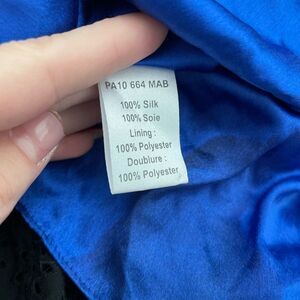 PA10 664 MAB
100% Silk
100% Soie
Lining :
100% Polyester
Doublure :
100% Polyester